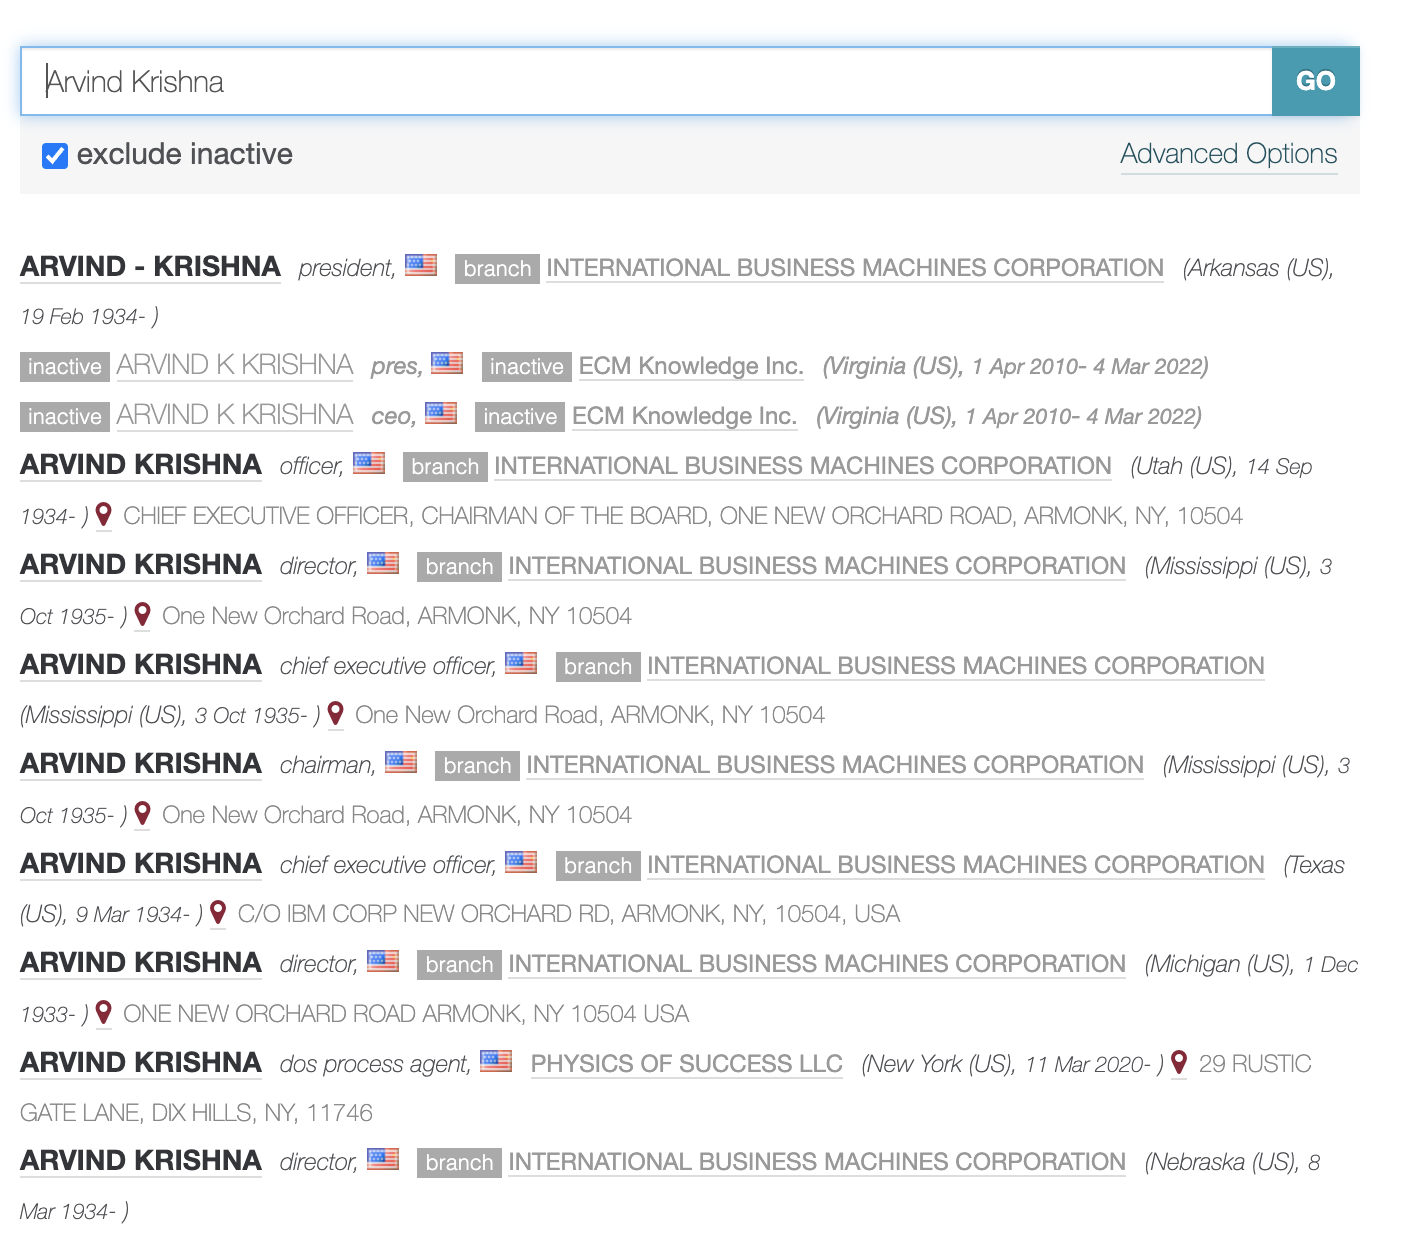 Arvind Krishna
GO
exclude inactive
Advanced Options
ARVIND - KRISHNA president, branch INTERNATIONAL BUSINESS MACHINES CORPORATION (Arkansas (US),
19 Feb 1934- )
inactive ARVIND K KRISHNA pres, inactive ECM Knowledge Inc. (Virginia (US), 1 Apr 2010- 4 Mar 2022)
inactive ARVIND K KRISHNA ceo, inactive ECM Knowledge Inc. (Virginia (US), 1 Apr 2010- 4 Mar 2022)
ARVIND KRISHNA officer, branch INTERNATIONAL BUSINESS MACHINES CORPORATION (Utah (US), 14 Sep
1934- ) CHIEF EXECUTIVE OFFICER, CHAIRMAN OF THE BOARD, ONE NEW ORCHARD ROAD, ARMONK, NY, 10504
ARVIND KRISHNA director, branch INTERNATIONAL BUSINESS MACHINES CORPORATION (Mississippi (US), 3
Oct 1935- ) One New Orchard Road, ARMONK, NY 10504
ARVIND KRISHNA chief executive officer, branch INTERNATIONAL BUSINESS MACHINES CORPORATION
(Mississippi (US), 3 Oct 1935- ) One New Orchard Road, ARMONK, NY 10504
ARVIND KRISHNA chairman, branch INTERNATIONAL BUSINESS MACHINES CORPORATION (Mississippi (US), 3
Oct 1935- ) One New Orchard Road, ARMONK, NY 10504
ARVIND KRISHNA chief executive officer, branch INTERNATIONAL BUSINESS MACHINES CORPORATION (Texas
(US), 9 Mar 1934- ) C/O IBM CORP NEW ORCHARD RD, ARMONK, NY, 10504, USA
ARVIND KRISHNA director, branch INTERNATIONAL BUSINESS MACHINES CORPORATION (Michigan (US), 1 Dec
1933- ) ONE NEW ORCHARD ROAD ARMONK, NY 10504 USA
ARVIND KRISHNA dos process agent, PHYSICS OF SUCCESS LLC (New York (US), 11 Mar 2020- ) 29 RUSTIC
GATE LANE, DIX HILLS, NY, 11746
ARVIND KRISHNA director, branch INTERNATIONAL BUSINESS MACHINES CORPORATION (Nebraska (US), 8
Mar 1934- )